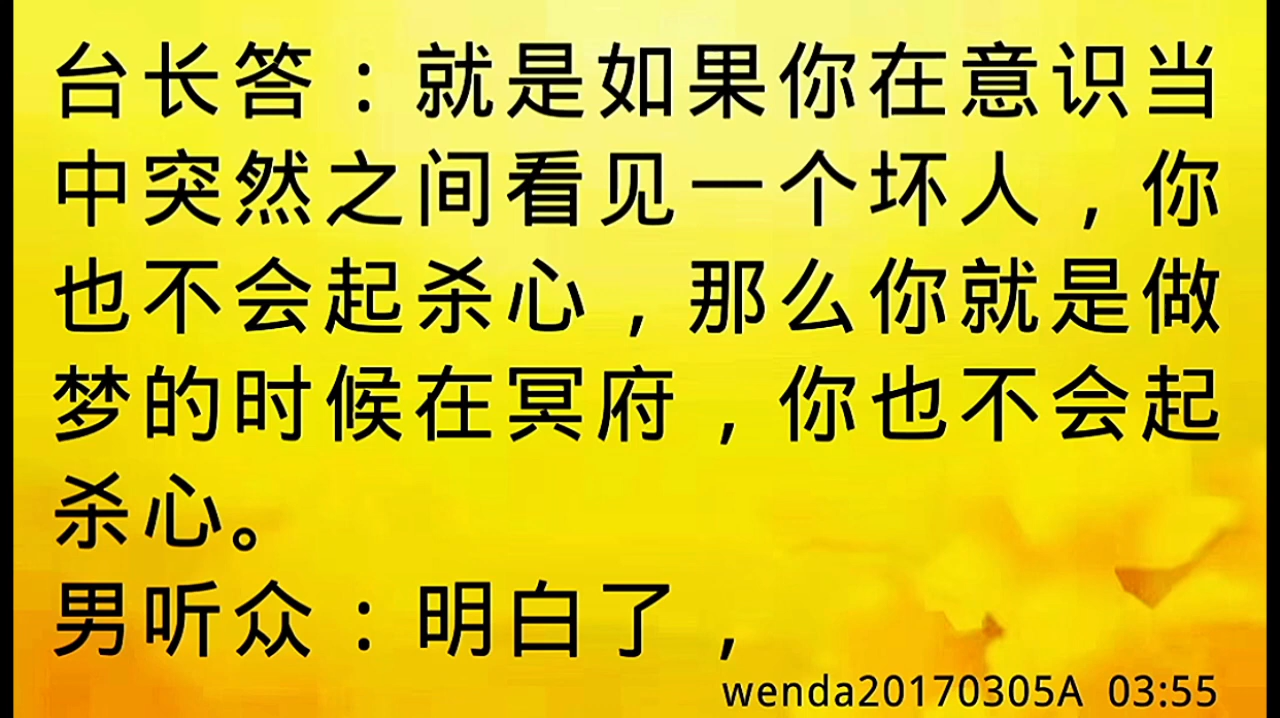 台长答：就是如果你在意识当
中突然之间看见一个坏人，你
也不会起杀心，那么你就是做
梦的时候在冥府，你也不会起
杀心。
男听众：明白了，
wenda20170305A 03:55